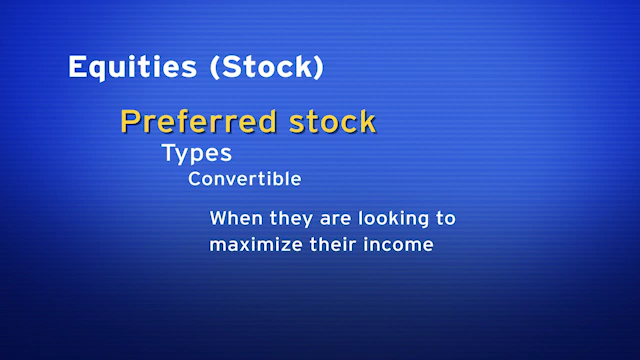 Equities (Stock)
Preferred stock
Types
Convertible
When they are looking to
maximize their income